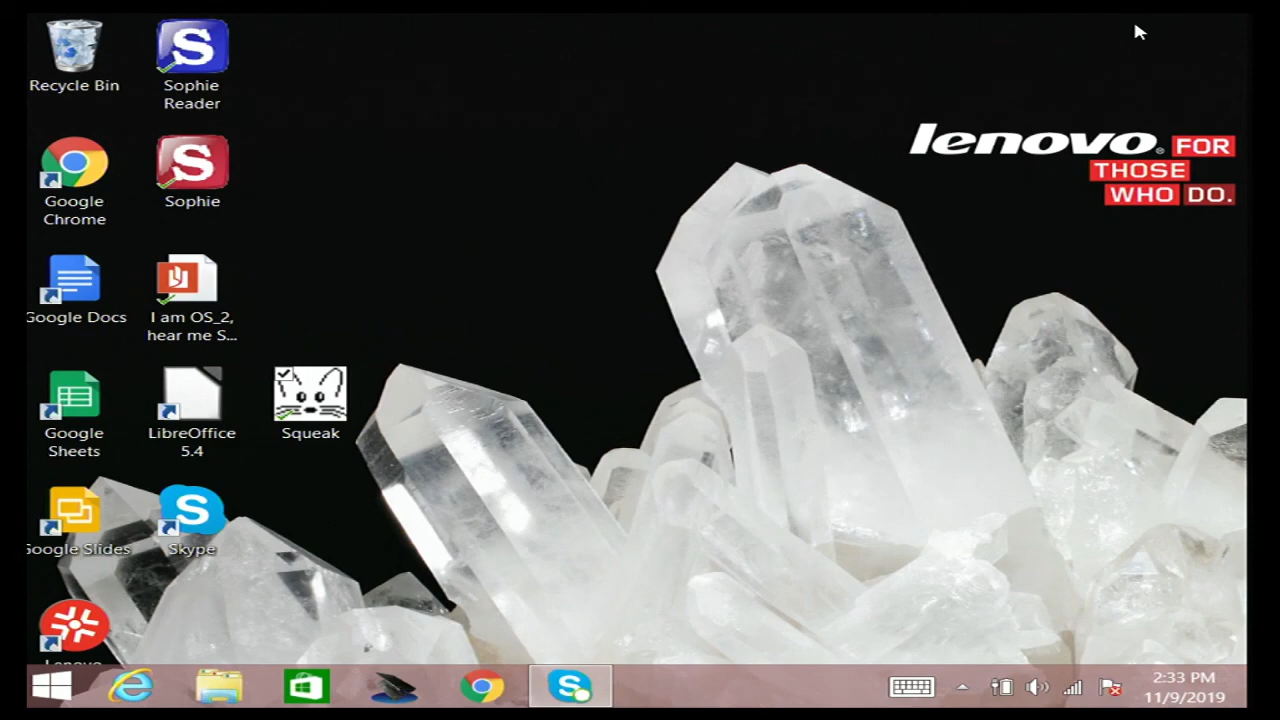 Recycle Bin
Sophie
Reader
lenovo. FOR
THOSE
WHO DO.
Google
Chrome
Sophie
Google Docs
I am OS_2,
hear me S...
Google
Sheets
LibreOffice
5.4
Squeak
Google Slides
Skype
Lenovo
2:33 PM
11/9/2019